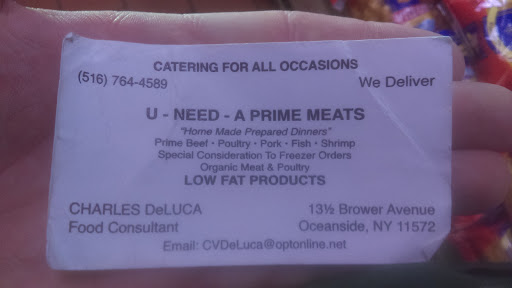 CATERING FOR ALL OCCASIONS
(516) 764-4589 We Deliver
U - NEED - A PRIME MEATS
"Home Made Prepared Dinners"
Prime Beef • Poultry • Pork • Fish • Shrimp
Special Consideration To Freezer Orders
Organic Meat & Poultry
LOW FAT PRODUCTS
CHARLES DeLUCA 13½ Brower Avenue
Food Consultant Oceanside, NY 11572
Email: CVDeLuca@optonline.net